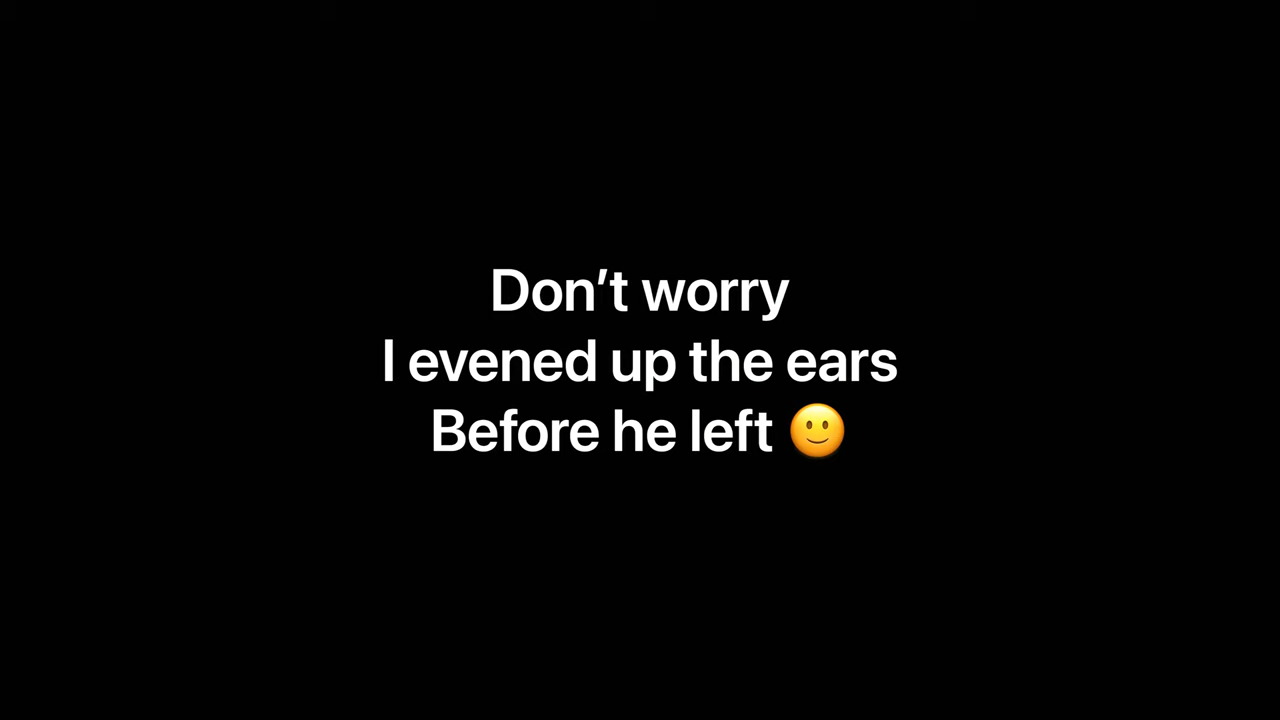 Don’t worry
I evened up the ears
Before he left 🙂